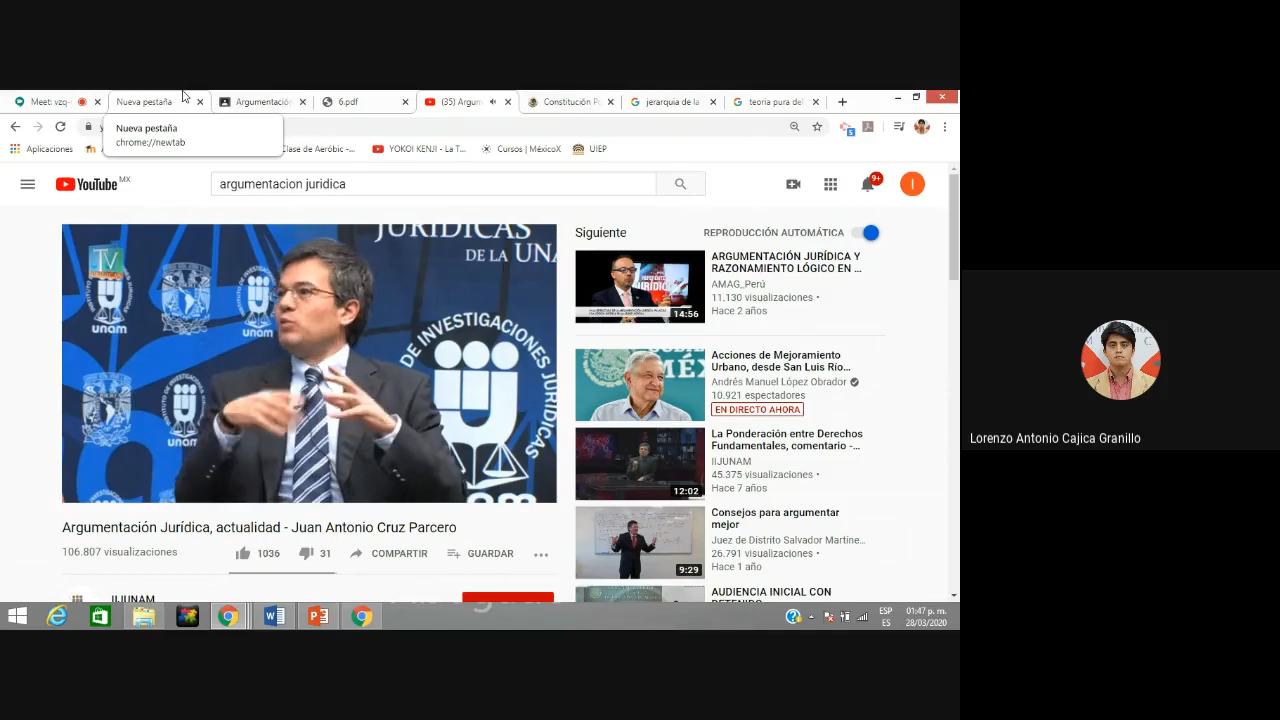 Meet: vzq-
Nueva pestaña
Argumentación
6.pdf
(35) Argum
Constitución Po
jerarquia de la
teoria pura del
Nueva pestaña
chrome://newtab
Aplicaciones
Clase de Aeróbic -...
YOKOI KENJI - La T...
Cursos | MéxicoX
UIEP
YouTube MX
argumentacion juridica
9+
I
JURÍDICAS
DE LA UNA
TV
unam
unam
unam
DE INVESTIGACIONES JURÍDICAS
Argumentación Jurídica, actualidad - Juan Antonio Cruz Parcero
106.807 visualizaciones
1036
31
COMPARTIR
GUARDAR
IIJUNAM
Siguiente
REPRODUCCIÓN AUTOMÁTICA
14:56
ARGUMENTACIÓN JURÍDICA Y
RAZONAMIENTO LÓGICO EN ...
AMAG_Perú
11.130 visualizaciones •
Hace 2 años
Acciones de Mejoramiento
Urbano, desde San Luis Río...
Andrés Manuel López Obrador
10.921 espectadores
EN DIRECTO AHORA
12:02
La Ponderación entre Derechos
Fundamentales, comentario -...
IIJUNAM
45.375 visualizaciones •
Hace 7 años
9:29
Consejos para argumentar
mejor
Juez de Distrito Salvador Martine...
26.791 visualizaciones •
Hace 1 año
AUDIENCIA INICIAL CON
DETENIDO
ESP
ES
01:47 p. m.
28/03/2020
Lorenzo Antonio Cajica Granillo